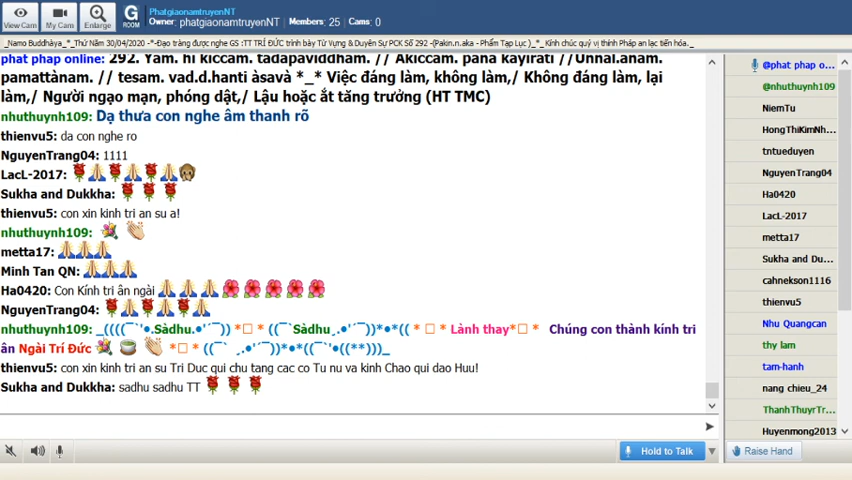 View Cam
My Cam
Enlarge
G
ROOM
PhatgiaonamtruyenNT
Owner: phatgiaonamtruyenNT | Members: 25 | Cams: 0
_Namo Buddhàya_*_Thứ Năm 30/04/2020 -*-Đạo tràng được nghe GS :TT TRÍ ĐỨC trình bày Từ Vựng & Duyên Sự PCK Số 292 -(Pakin.n.aka - Phẩm Tạp Lục )_*_ Kính chúc quý vị thính Pháp an lạc tiến hóa._
phat phap online: 292. Yam. hi kiccam. tadapaviddham. // Akiccam. pana kayirati //Unnal.ànam.
pamattànam. // tesam. vad.d.hanti àsavà *_* Việc đáng làm, không làm,/ Không đáng làm, lại
làm,/ Người ngạo mạn, phóng dật,/ Lậu hoặc ắt tăng trưởng (HT TMC)
nhuthuynh109: Dạ thưa con nghe âm thanh rõ
thienvu5: da con nghe ro
NguyenTrang04: 1111
LacL-2017:
Sukha and Dukkha:
thienvu5: con xin kinh tri an su a!
nhuthuynh109:
metta17:
Minh Tan QN:
Ha0420: Con Kính tri ân ngài
NguyenTrang04:
nhuthuynh109: _((((¯`'•.Sàdhu.•'´¯)) *□ * ((¯`Sàdhu¸.•'´¯))*•*(( * □ * Lành thay*□ * Chúng con thành kính tri
ân Ngài Trí Đức *□ * ((¯` ¸.•'´¯))*•*((¯`•'((**)))_
thienvu5: con xin kinh tri an su Tri Duc qui chu tang cac co Tu nu va kinh Chao qui dao Huu!
Sukha and Dukkha: sadhu sadhu TT
Hold to Talk
@phat phap o...
@nhuthuynh109
NiemTu
HongThiKimNh...
tntueduyen
NguyenTrang04
Ha0420
LacL-2017
metta17
Sukha and Du...
cahnekson1116
thienvu5
Nhu Quangcan
thy lam
tam-hanh
nang chieu_24
ThanhThuyrTr...
Huyenmong2013
Raise Hand